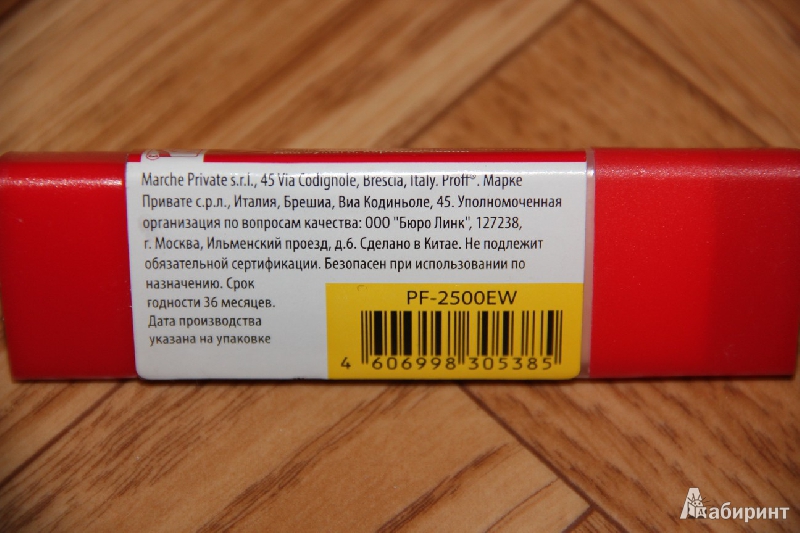 Marche Private s.r.l., 45 Via Codignole, Brescia, Italy. Proff®. Марке
Привате с.р.л., Италия, Брешиа, Виа Кодиньоле, 45. Уполномоченная
организация по вопросам качества: ООО "Бюро Линк", 127238,
г. Москва, Ильменский проезд, д.6. Сделано в Китае. Не подлежит
обязательной сертификации. Безопасен при использовании по
назначению. Срок
годности 36 месяцев.
Дата производства
указана на упаковке
PF-2500EW
4 606998 305385
Лабиринт